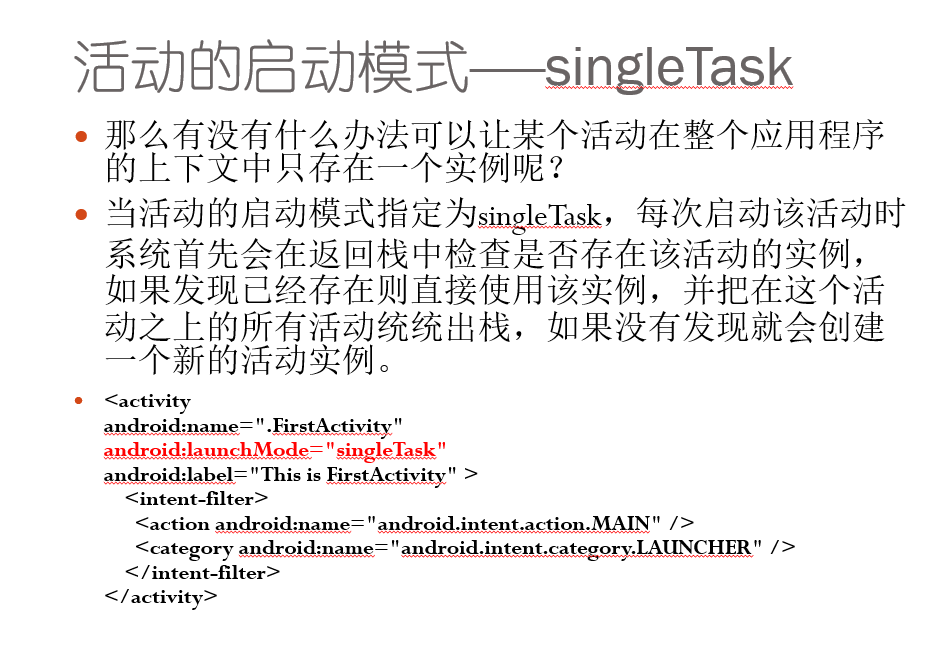 活动的启动模式——singleTask
• 那么有没有什么办法可以让某个活动在整个应用程序
的上下文中只存在一个实例呢？
• 当活动的启动模式指定为singleTask，每次启动该活动时
系统首先会在返回栈中检查是否存在该活动的实例，
如果发现已经存在则直接使用该实例，并把在这个活
动之上的所有活动统统出栈，如果没有发现就会创建
一个新的活动实例。
• <activity
android:name=".FirstActivity"
android:launchMode="singleTask"
android:label="This is FirstActivity" >
<intent-filter>
<action android:name="android.intent.action.MAIN" />
<category android:name="android.intent.category.LAUNCHER" />
</intent-filter>
</activity>